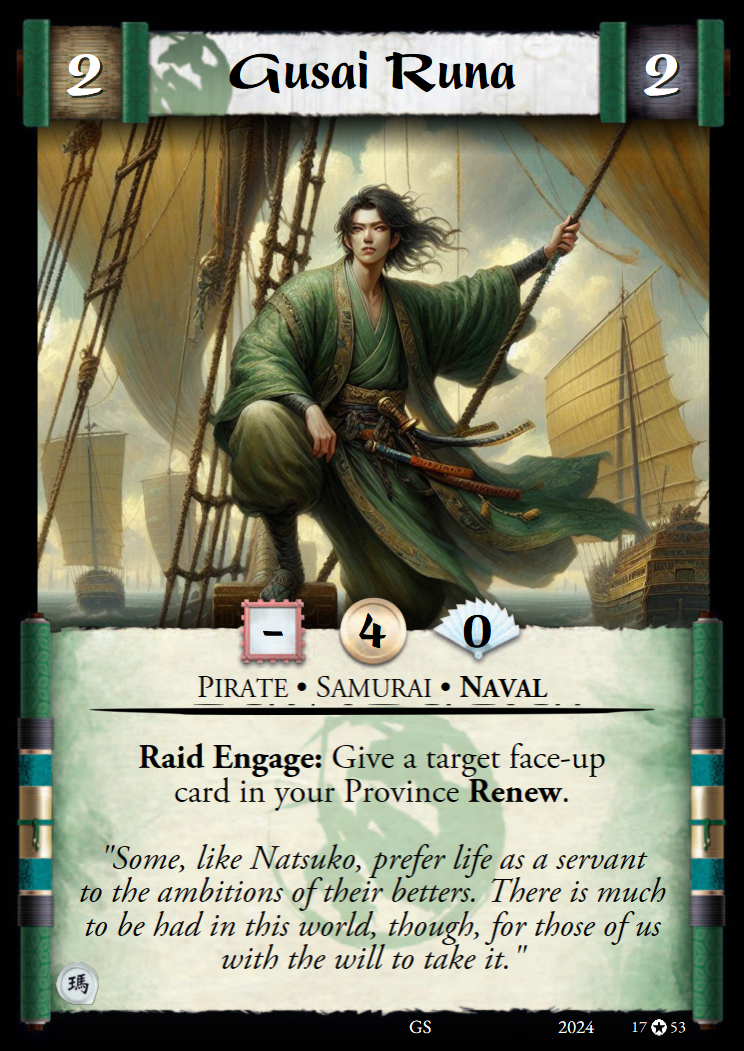 2 Gusai Runa 2
- 4 0
PIRATE • SAMURAI • NAVAL
Raid Engage: Give a target face-up
card in your Province Renew.
"Some, like Natsuko, prefer life as a servant
to the ambitions of their betters. There is much
to be had in this world, though, for those of us
with the will to take it."
瑪
GS 2024 17 ✪ 53